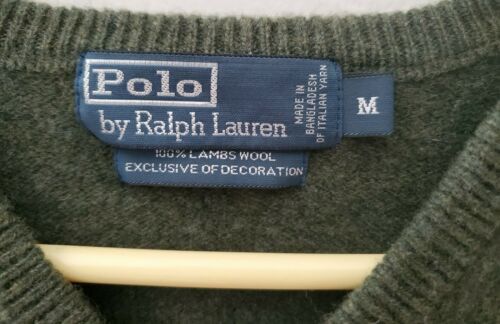 Polo
by Ralph Lauren
MADE IN
BANGLADESH
OF ITALIAN YARN
M
100% LAMBS WOOL
EXCLUSIVE OF DECORATION